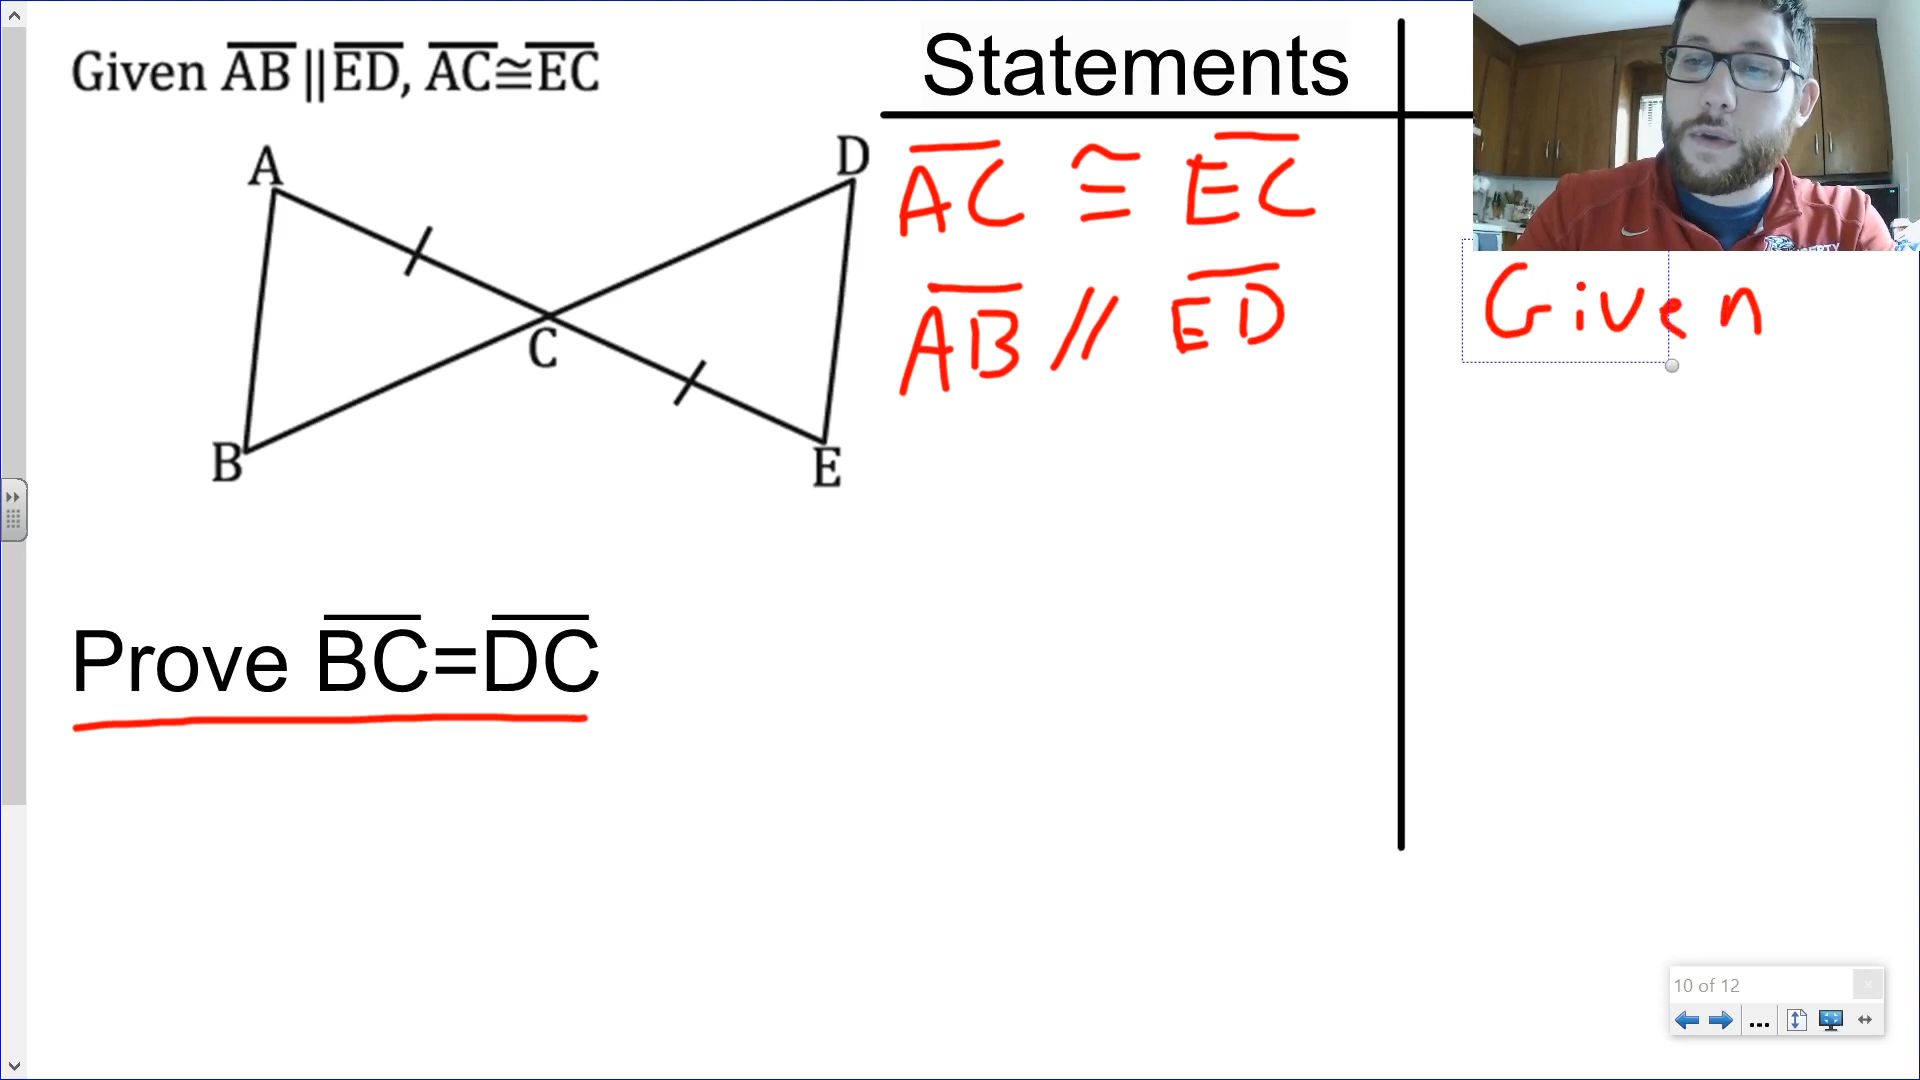 Given AB ∥ ED, AC≅EC
Statements
A
D
C
B
E
AC ≅ EC
AB // ED
Given
Prove BC=DC
10 of 12
...